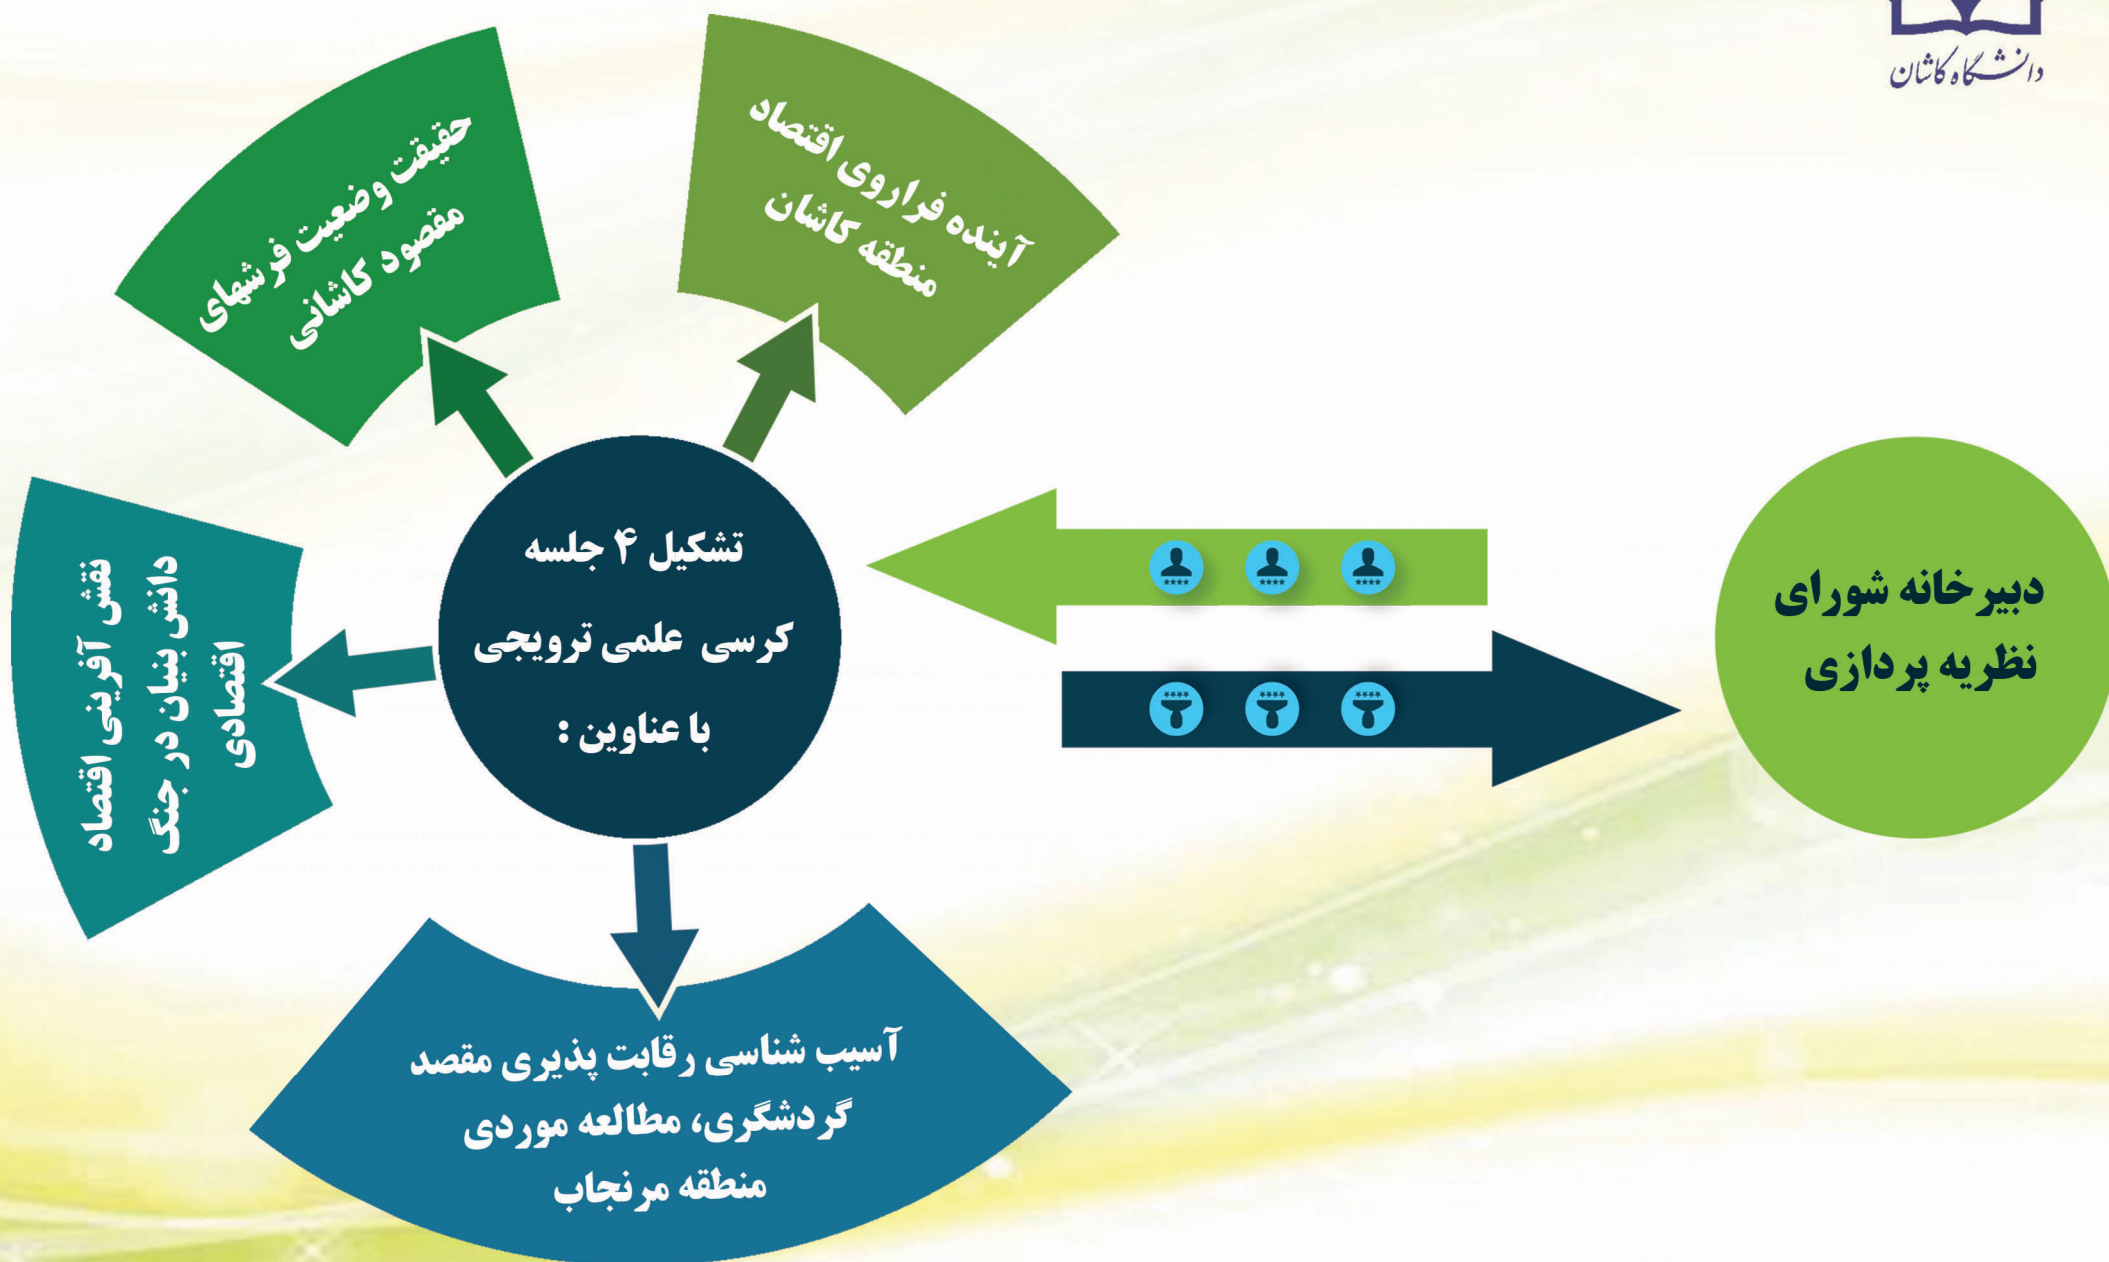 دانشگاه کاشان
دبیرخانه شورای
نظریه پردازی
تشکیل ۴ جلسه
کرسی علمی ترویجی
با عناوین :
آینده فراروی اقتصاد
منطقه کاشان
حقیقت وضعیت فرشهای
مقصود کاشانی
نقش آفرینی اقتصاد
دانش بنیان در جنگ
اقتصادی
آسیب شناسی رقابت پذیری مقصد
گردشگری، مطالعه موردی
منطقه مرنجاب